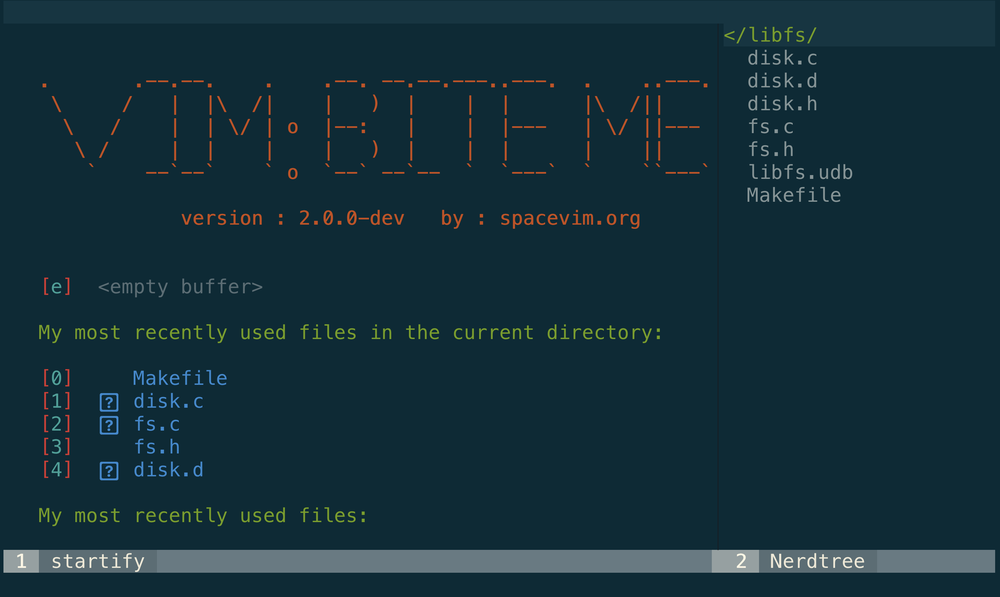 version : 2.0.0-dev   by : spacevim.org
[e]  <empty buffer>
My most recently used files in the current directory:
[0]  Makefile
[1]  disk.c
[2]  fs.c
[3]  fs.h
[4]  disk.d
My most recently used files:
1 startify
</libfs/
disk.c
disk.d
disk.h
fs.c
fs.h
libfs.udb
Makefile
2 Nerdtree